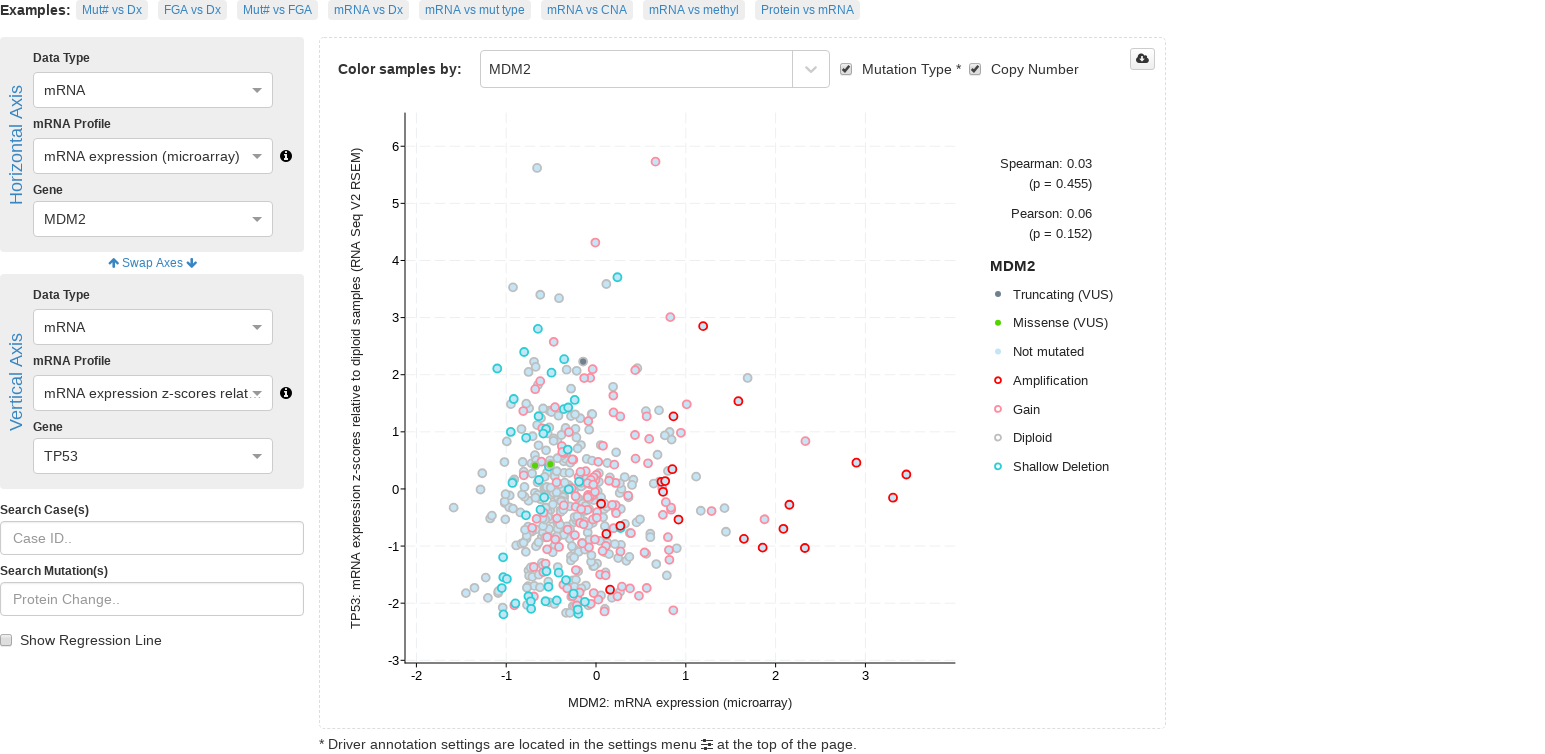 Examples: Mut# vs Dx FGA vs Dx Mut# vs FGA mRNA vs Dx mRNA vs mut type mRNA vs CNA mRNA vs methyl Protein vs mRNA
Horizontal Axis
Data Type
mRNA
mRNA Profile
mRNA expression (microarray)
Gene
MDM2
Swap Axes
Vertical Axis
Data Type
mRNA
mRNA Profile
mRNA expression z-scores relat...
Gene
TP53
Search Case(s)
Case ID..
Search Mutation(s)
Protein Change..
Show Regression Line
Color samples by: MDM2 Mutation Type * Copy Number
TP53: mRNA expression z-scores relative to diploid samples (RNA Seq V2 RSEM)
6
5
4
3
2
1
0
-1
-2
-3
-2 -1 0 1 2 3
MDM2: mRNA expression (microarray)
Spearman: 0.03
(p = 0.455)
Pearson: 0.06
(p = 0.152)
MDM2
Truncating (VUS)
Missense (VUS)
Not mutated
Amplification
Gain
Diploid
Shallow Deletion
* Driver annotation settings are located in the settings menu at the top of the page.